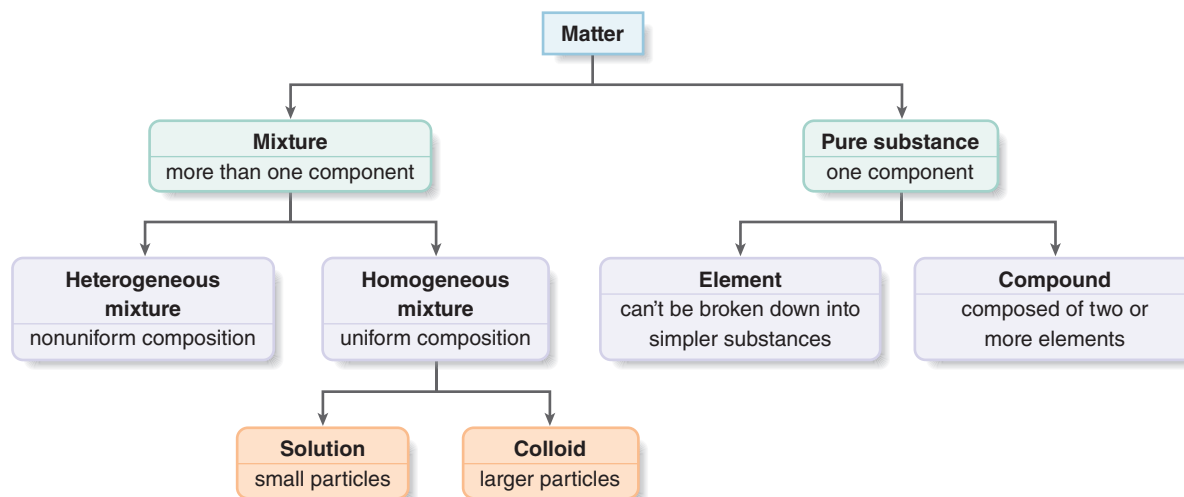 Matter
Mixture
more than one component
Pure substance
one component
Heterogeneous
mixture
nonuniform composition
Homogeneous
mixture
uniform composition
Element
can't be broken down into
simpler substances
Compound
composed of two or
more elements
Solution
small particles
Colloid
larger particles